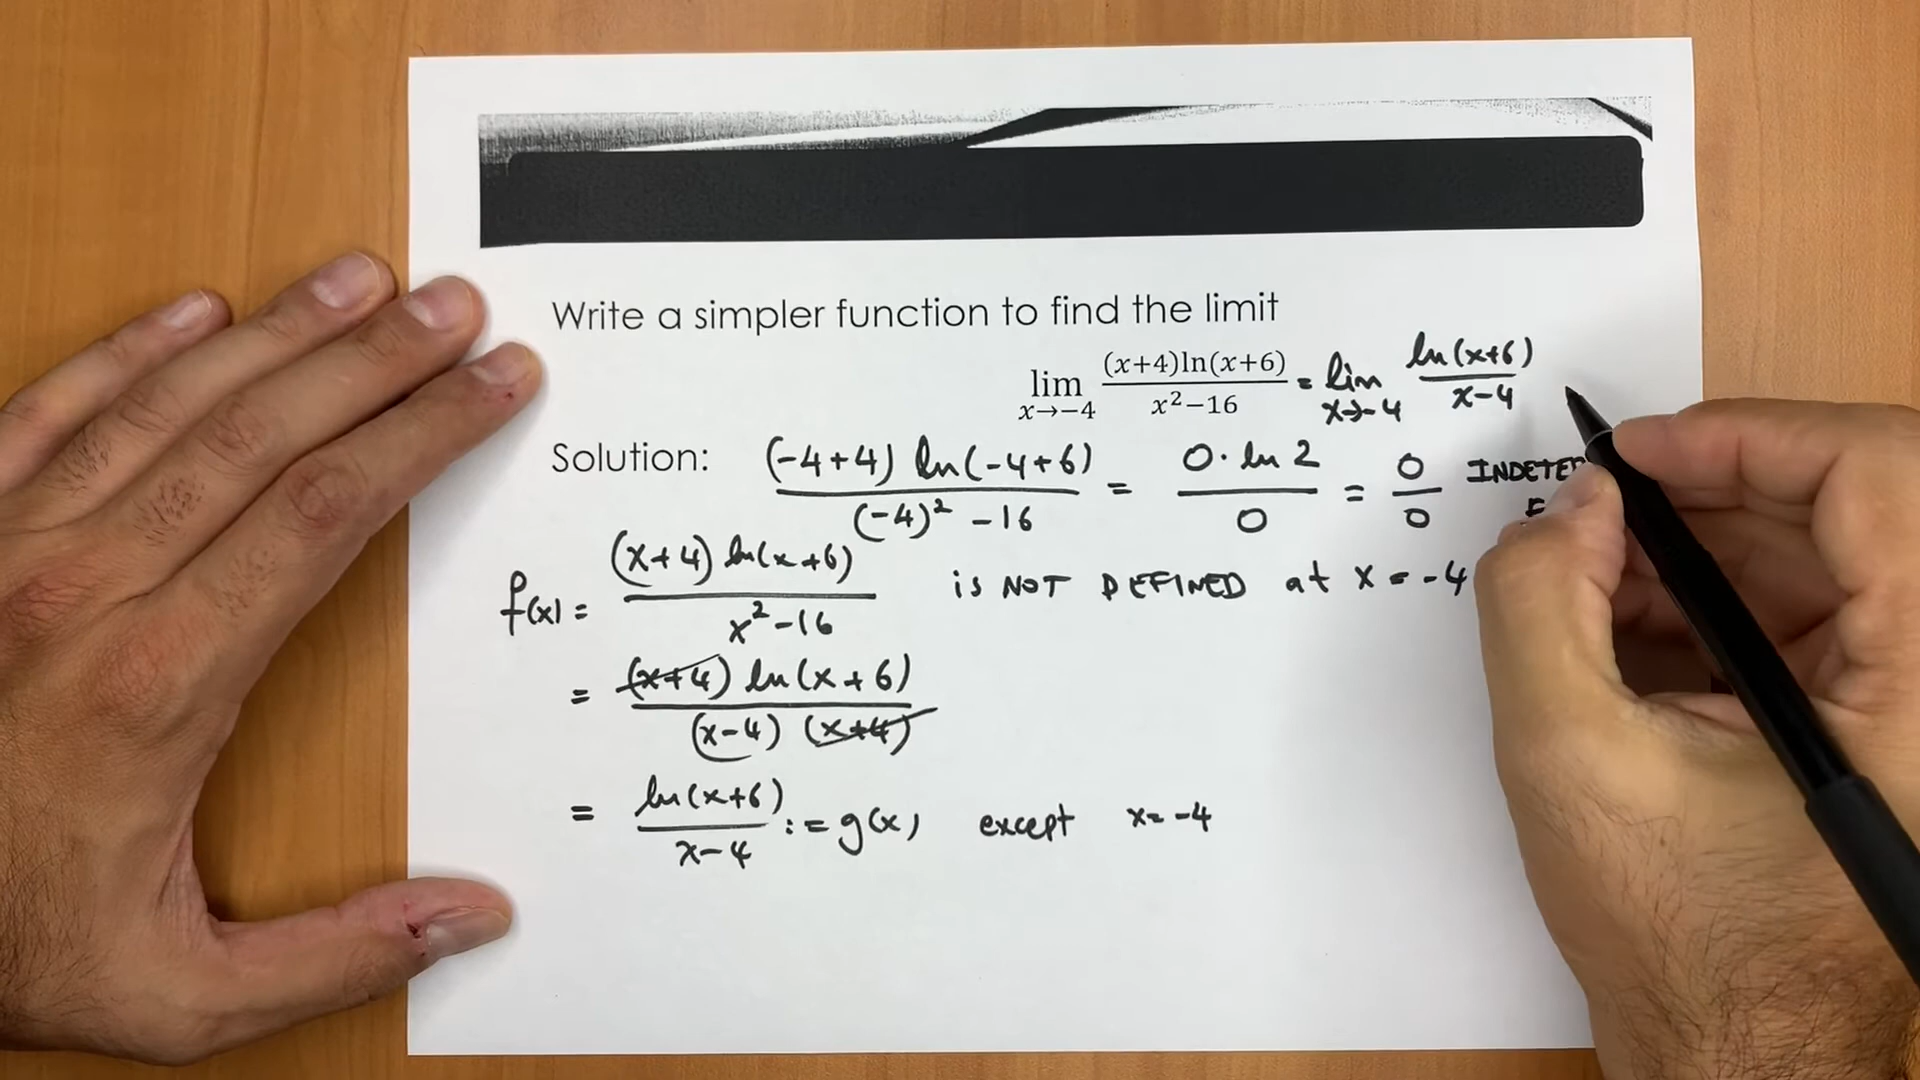 Write a simpler function to find the limit
lim x→−4 (x+4)ln(x+6) / x²−16 = lim x→-4 ln(x+6) / x-4
Solution: (-4+4) ln(-4+6) / (-4)² -16 = 0·ln 2 / 0 = 0/0
f(x) = (x+4) ln(x+6) / x²-16 is NOT DEFINED at x = -4
= (x+4) ln(x+6) / (x-4) (x+4)
= ln(x+6) / x-4 := g(x) except x=-4